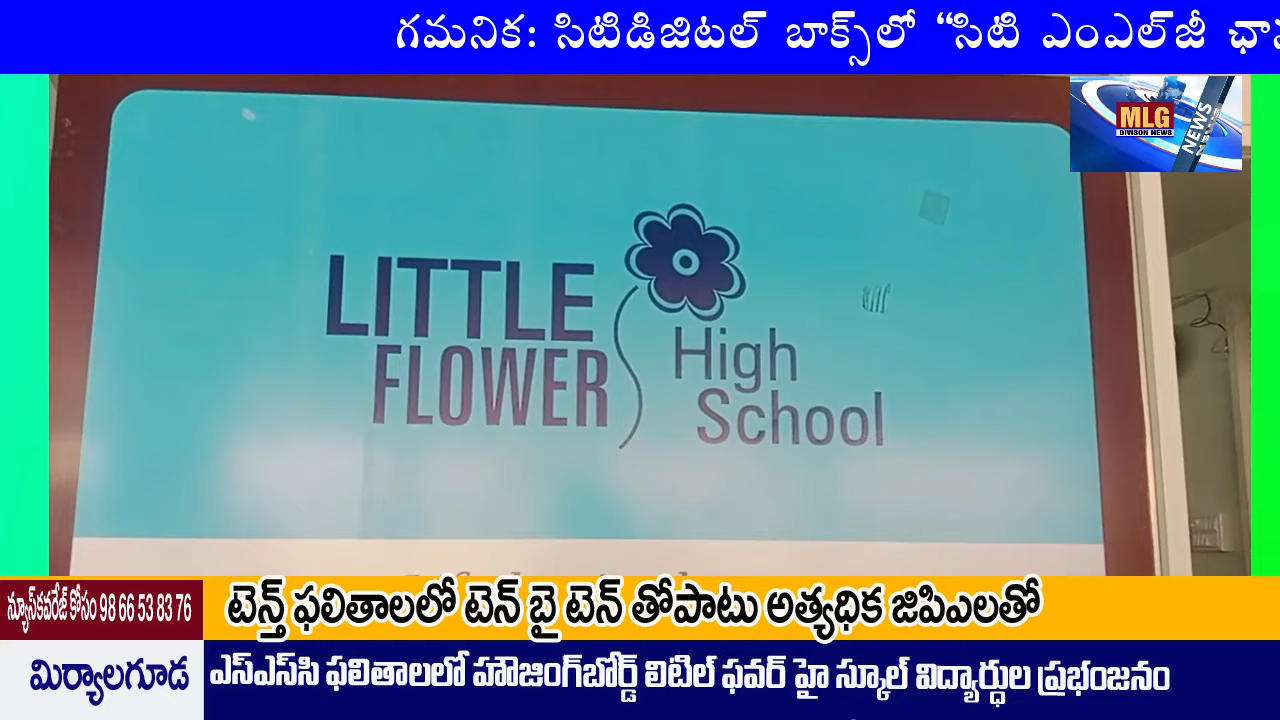 గమనిక: సిటిడిజిటల్ బాక్స్‌లో "సిటి ఎంఎల్‌జీ
MLG
DIVISON NEWS
NEWS
LITTLE
FLOWER
High
School
న్యూస్‌కవరేజ్ కోసం 98 66 53 83 76
టెన్త్ ఫలితాలలో టెన్ బై టెన్ తోపాటు అత్యధిక జిపిఎలతో
మిర్యాలగూడ
ఎస్ఎస్‌సి ఫలితాలలో హౌజింగ్‌బోర్డ్ లిటిల్ ఫవర్ హై స్కూల్ విద్యార్ధుల ప్రభంజనం